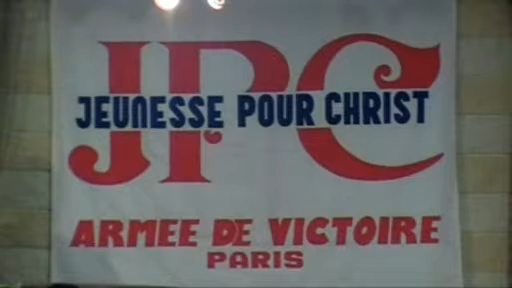 JPC
JEUNESSE POUR CHRIST
ARMEE DE VICTOIRE
PARIS